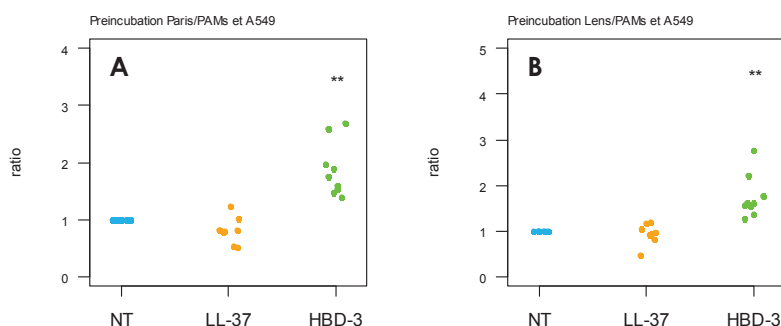 Preincubation Paris/PAMs et A549
A
**
4
3
2
1
0
ratio
NT LL-37 HBD-3
Preincubation Lens/PAMs et A549
B
**
5
4
3
2
1
0
ratio
NT LL-37 HBD-3